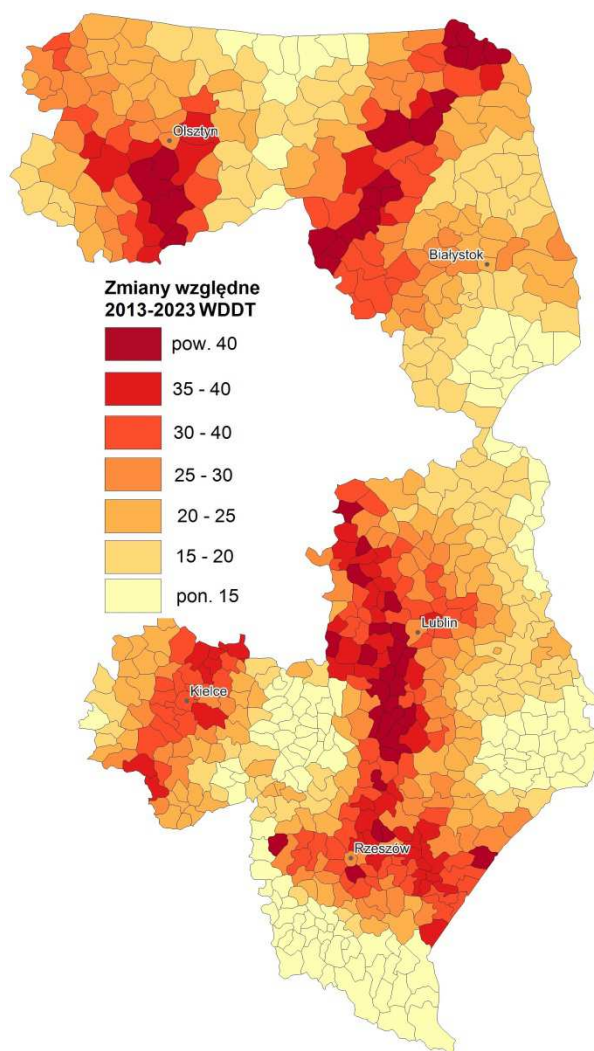 Olsztyn
Białystok
Zmiany względne
2013-2023 WDDT
pow. 40
35 - 40
30 - 40
25 - 30
20 - 25
15 - 20
pon. 15
Lublin
Kielce
Rzeszów